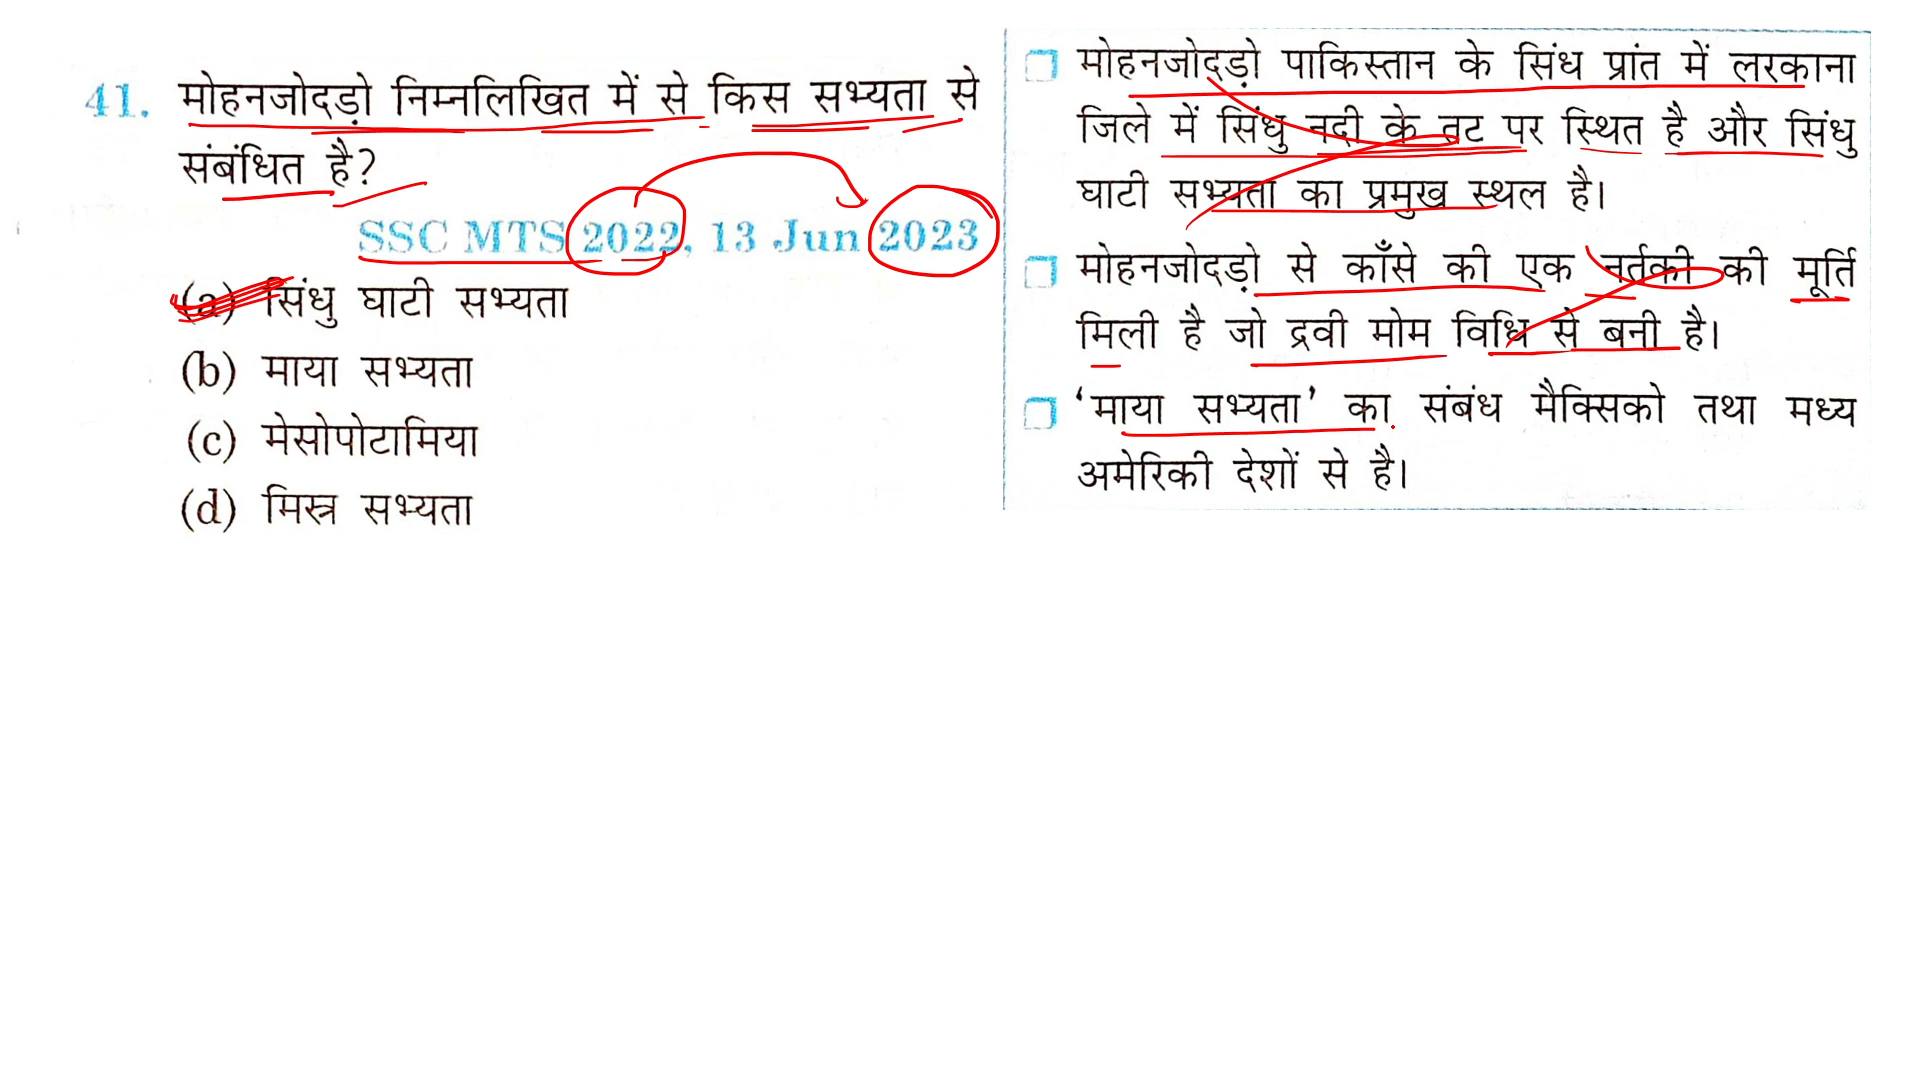 41. मोहनजोदड़ो निम्नलिखित में से किस सभ्यता से
संबंधित है?
SSC MTS 2022, 13 Jun 2023
(a) सिंधु घाटी सभ्यता
(b) माया सभ्यता
(c) मेसोपोटामिया
(d) मिस्त्र सभ्यता
मोहनजोदड़ो पाकिस्तान के सिंध प्रांत में लरकाना
जिले में सिंधु नदी के तट पर स्थित है और सिंधु
घाटी सभ्यता का प्रमुख स्थल है।
मोहनजोदड़ो से काँसे की एक नर्तकी की मूर्ति
मिली है जो द्रवी मोम विधि से बनी है।
‘माया सभ्यता’ का संबंध मैक्सिको तथा मध्य
अमेरिकी देशों से है।